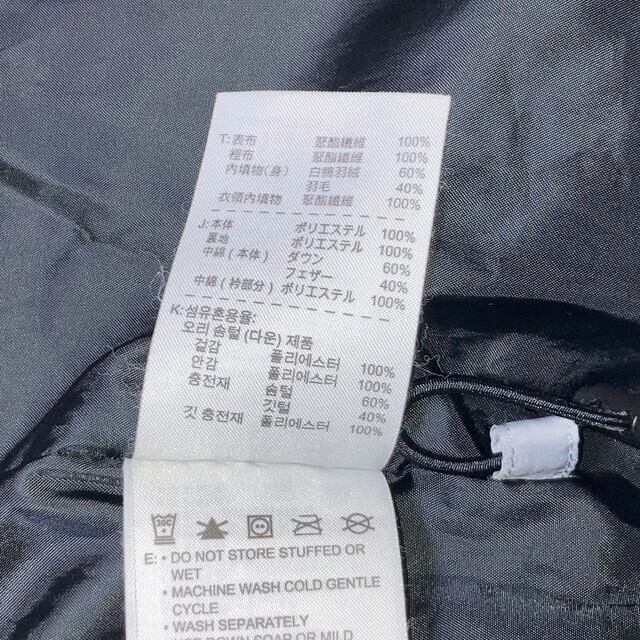 T:表布 聚酯纖維 100%
裡布 聚酯纖維 100%
內填物(身) 白鴨羽絨 60%
羽毛 40%
衣領內填物 聚酯纖維 100%
J:本体 ポリエステル 100%
裏地 ポリエステル 100%
中綿(本体) ダウン 60%
フェザー 40%
中綿(衿部分) ポリエステル 100%
K:섬유혼용율:
오리 솜털 (다운) 제품
겉감 폴리에스터 100%
안감 폴리에스터 100%
충전재 솜털 60%
깃털 40%
깃 충전재 폴리에스터 100%
30C
E: • DO NOT STORE STUFFED OR
WET
• MACHINE WASH COLD GENTLE
CYCLE
• WASH SEPARATELY
• USE DOWN SOAP OR MILD